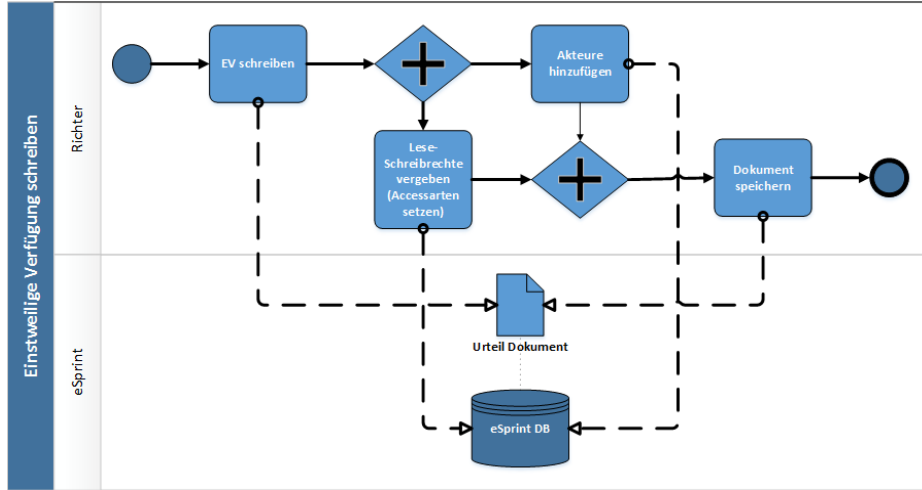 Einstweilige Verfügung schreiben
Richter
EV schreiben
Akteure
hinzufügen
Lese-
Schreibrechte
vergeben
(Accessarten
setzen)
Dokument
speichern
eSprint
Urteil Dokument
eSprint DB